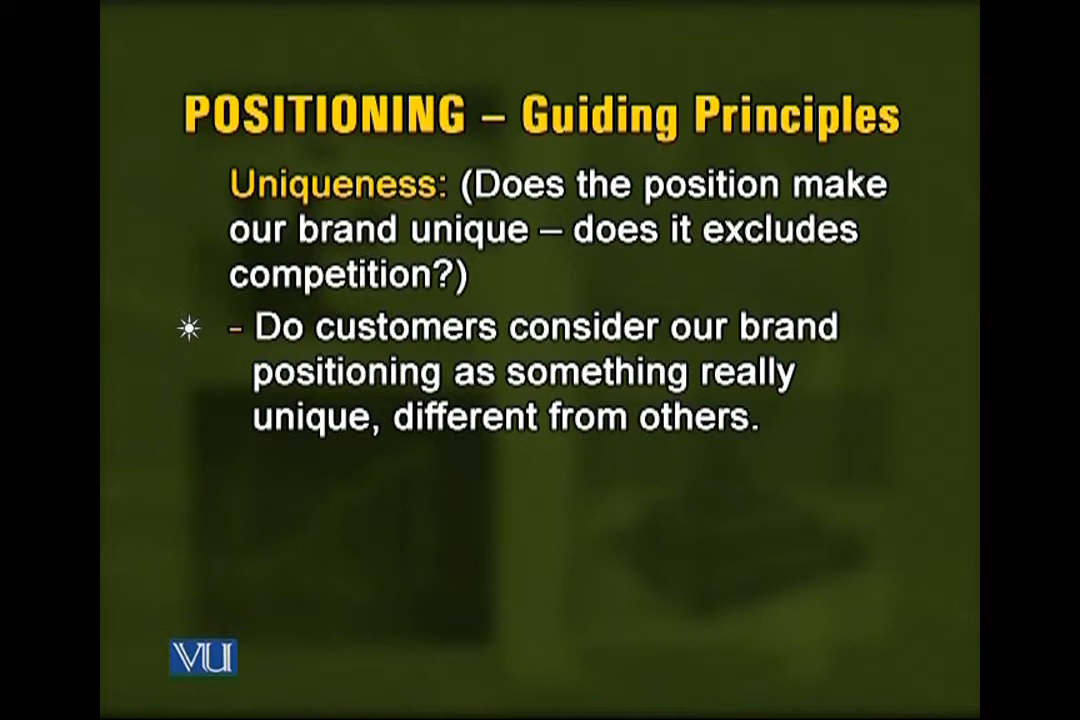 POSITIONING – Guiding Principles
Uniqueness: (Does the position make
our brand unique – does it excludes
competition?)
- Do customers consider our brand
positioning as something really
unique, different from others.
VU